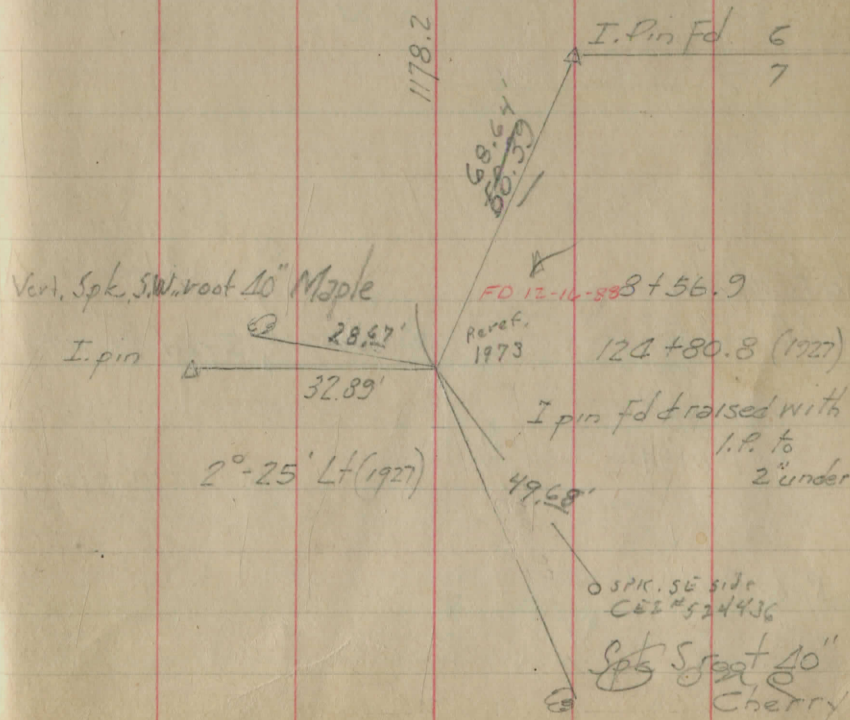 1178.2
I. Pin Fd 6
7
68.64'
Vert. Spk. S.W. root 40" Maple
FD 12-16-88
8+56.9
28.67'
Reref.
1973
124+80.8 (1927)
I. pin
32.89'
I pin Fd & raised with
I.P. to
2" under
2°-25' Lt (1927)
49.68'
SPK. SE side
CEI # 524436
Spk S root 40"
Cherry